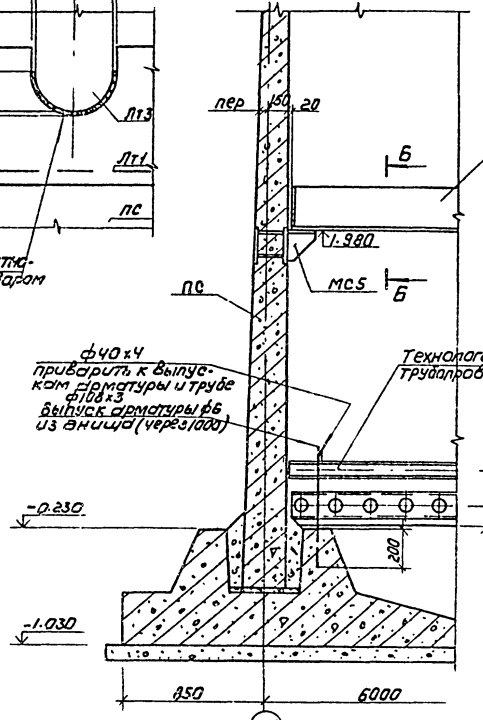 Лт3
Лт1
пс
пер 150 20
Б
1.980
мс5
Б
пс
ф40х4
приварить к выпус-
кам арматуры и трубе
ф108х3
выпуск арматуры ф6
из днища (через 1000)
Технолог
трубопров
-0.230
200
-1.030
850 6000